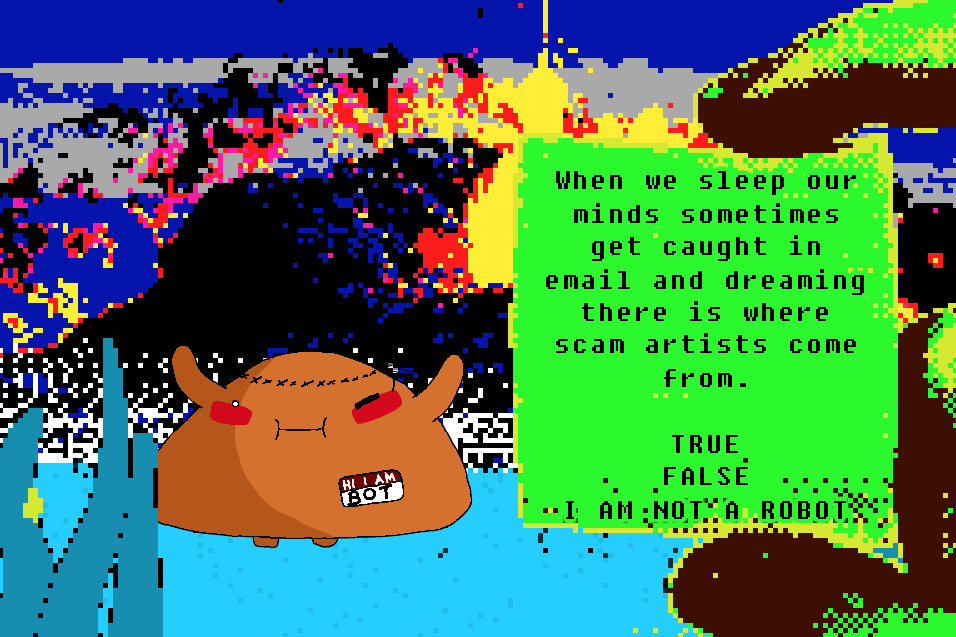 When we sleep our
minds sometimes
get caught in
email and dreaming
there is where
scam artists come
from.
TRUE
FALSE
I AM NOT A ROBOT
HI I AM
BOT